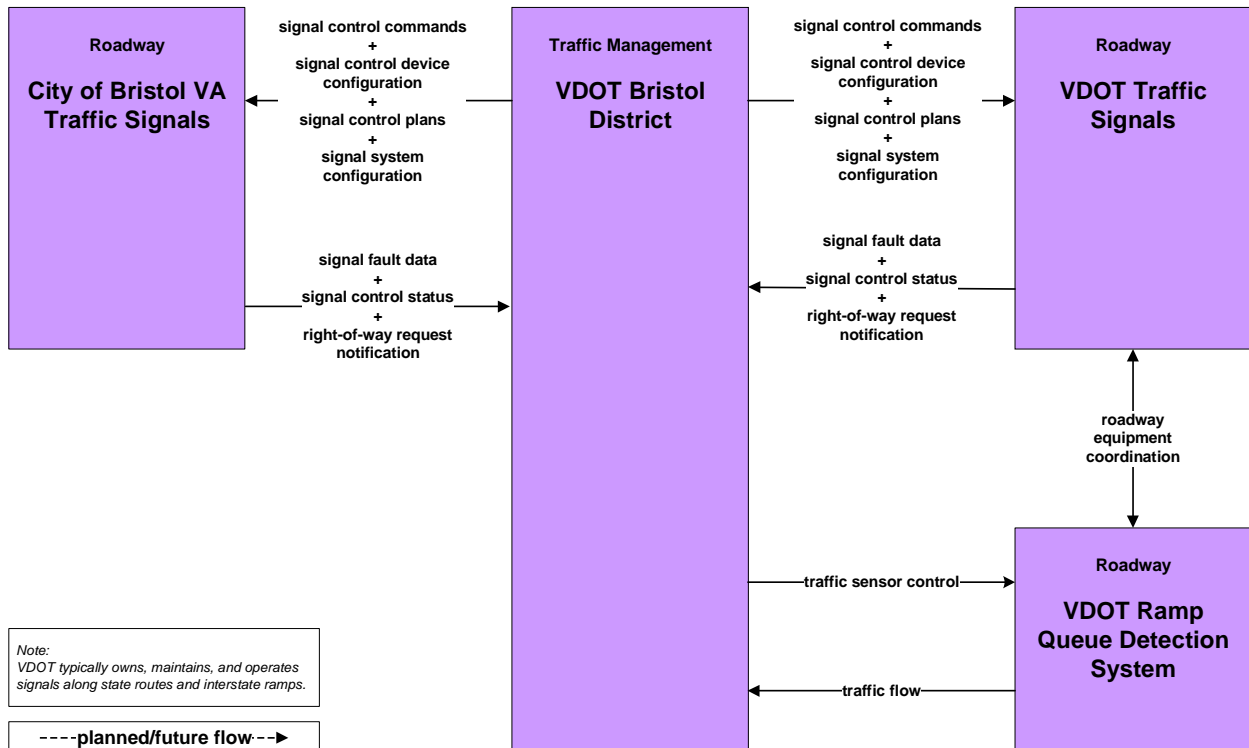 Roadway
City of Bristol VA
Traffic Signals
signal control commands
+
signal control device
configuration
+
signal control plans
+
signal system
configuration
signal fault data
+
signal control status
+
right-of-way request
notification
Traffic Management
VDOT Bristol
District
signal control commands
+
signal control device
configuration
+
signal control plans
+
signal system
configuration
signal fault data
+
signal control status
+
right-of-way request
notification
Roadway
VDOT Traffic
Signals
roadway
equipment
coordination
traffic sensor control
traffic flow
Roadway
VDOT Ramp
Queue Detection
System
Note:
VDOT typically owns, maintains, and operates
signals along state routes and interstate ramps.
planned/future flow